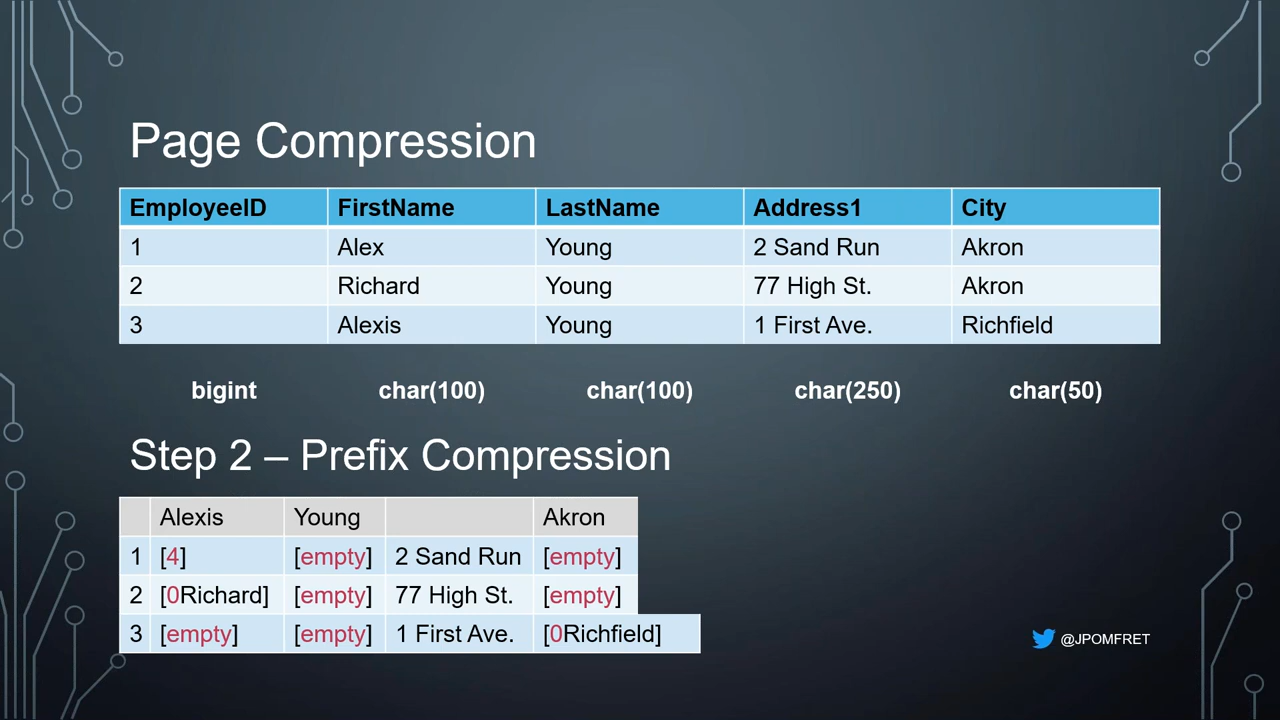 Page Compression
EmployeeID FirstName LastName Address1 City
1 Alex Young 2 Sand Run Akron
2 Richard Young 77 High St. Akron
3 Alexis Young 1 First Ave. Richfield
bigint char(100) char(100) char(250) char(50)
Step 2 – Prefix Compression
Alexis Young Akron
1 [4] [empty] 2 Sand Run [empty]
2 [0Richard] [empty] 77 High St. [empty]
3 [empty] [empty] 1 First Ave. [0Richfield]
@JPOMFRET